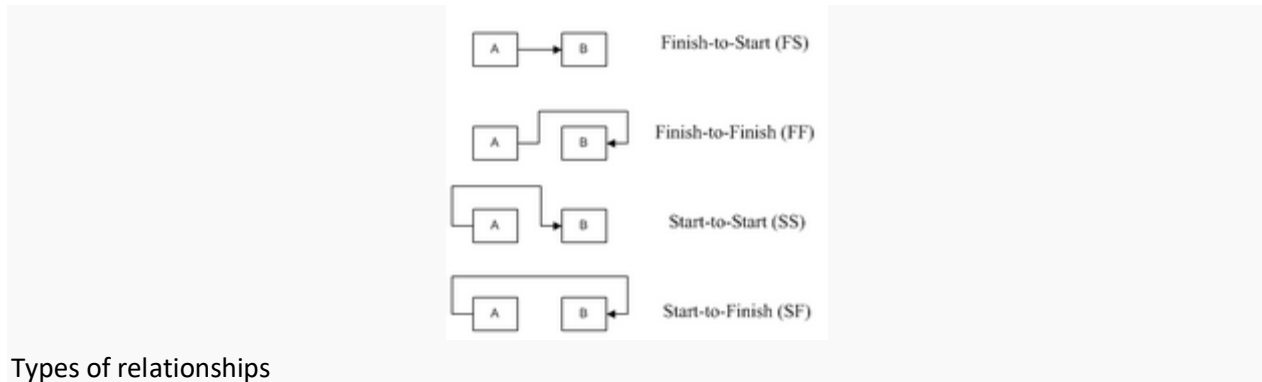 A B Finish-to-Start (FS)
A B Finish-to-Finish (FF)
A B Start-to-Start (SS)
A B Start-to-Finish (SF)
Types of relationships